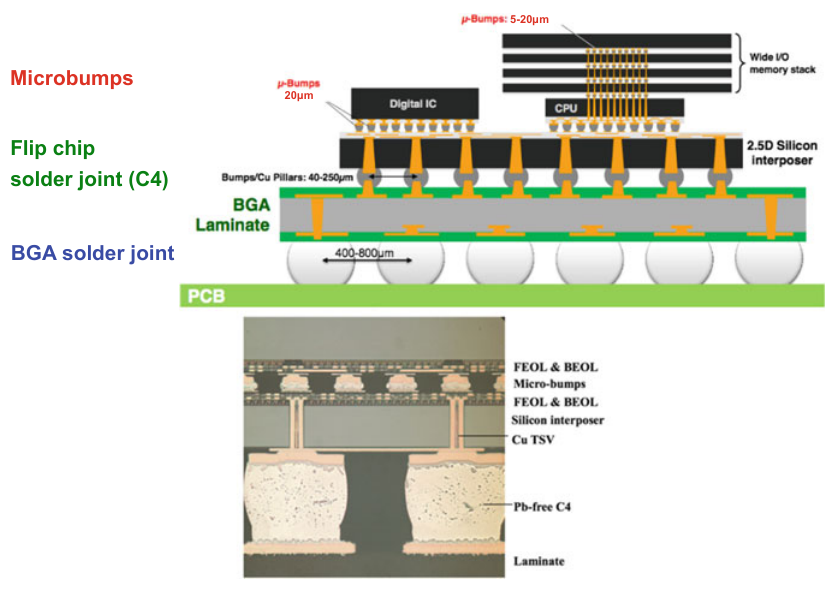 μ-Bumps: 5-20μm
Microbumps
μ-Bumps
20μm
Digital IC
CPU
Wide I/O
memory stack
Flip chip
solder joint (C4)
2.5D Silicon
interposer
Bumps/Cu Pillars: 40-250μm
BGA
Laminate
BGA solder joint
400-800μm
PCB
FEOL & BEOL
Micro-bumps
FEOL & BEOL
Silicon interposer
Cu TSV
Pb-free C4
Laminate